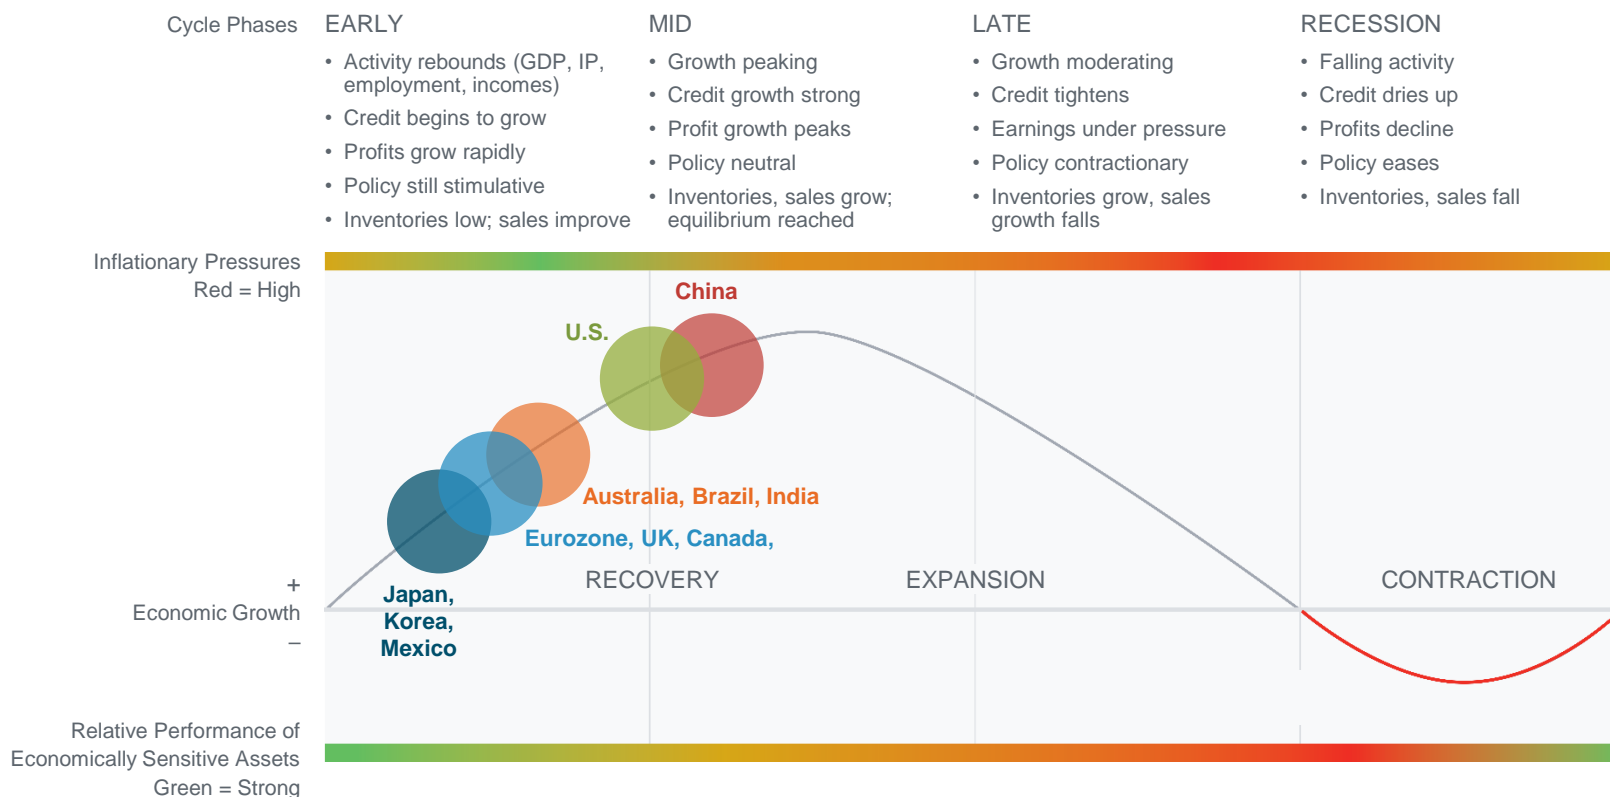 Cycle Phases
EARLY
• Activity rebounds (GDP, IP,
employment, incomes)
• Credit begins to grow
• Profits grow rapidly
• Policy still stimulative
• Inventories low; sales improve
MID
• Growth peaking
• Credit growth strong
• Profit growth peaks
• Policy neutral
• Inventories, sales grow;
equilibrium reached
LATE
• Growth moderating
• Credit tightens
• Earnings under pressure
• Policy contractionary
• Inventories grow, sales
growth falls
RECESSION
• Falling activity
• Credit dries up
• Profits decline
• Policy eases
• Inventories, sales fall
Inflationary Pressures
Red = High
China
U.S.
Australia, Brazil, India
Eurozone, UK, Canada,
Japan,
Korea,
Mexico
RECOVERY
EXPANSION
CONTRACTION
+
Economic Growth
–
Relative Performance of
Economically Sensitive Assets
Green = Strong